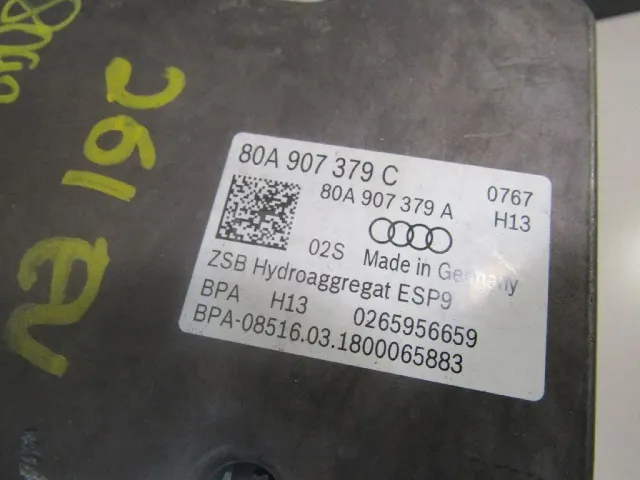 80A 907 379 C
0767
80A 907 379 A
H13
02S Made in Germany
ZSB Hydroaggregat ESP9
BPA H13 0265956659
BPA-08516.03.1800065883
261